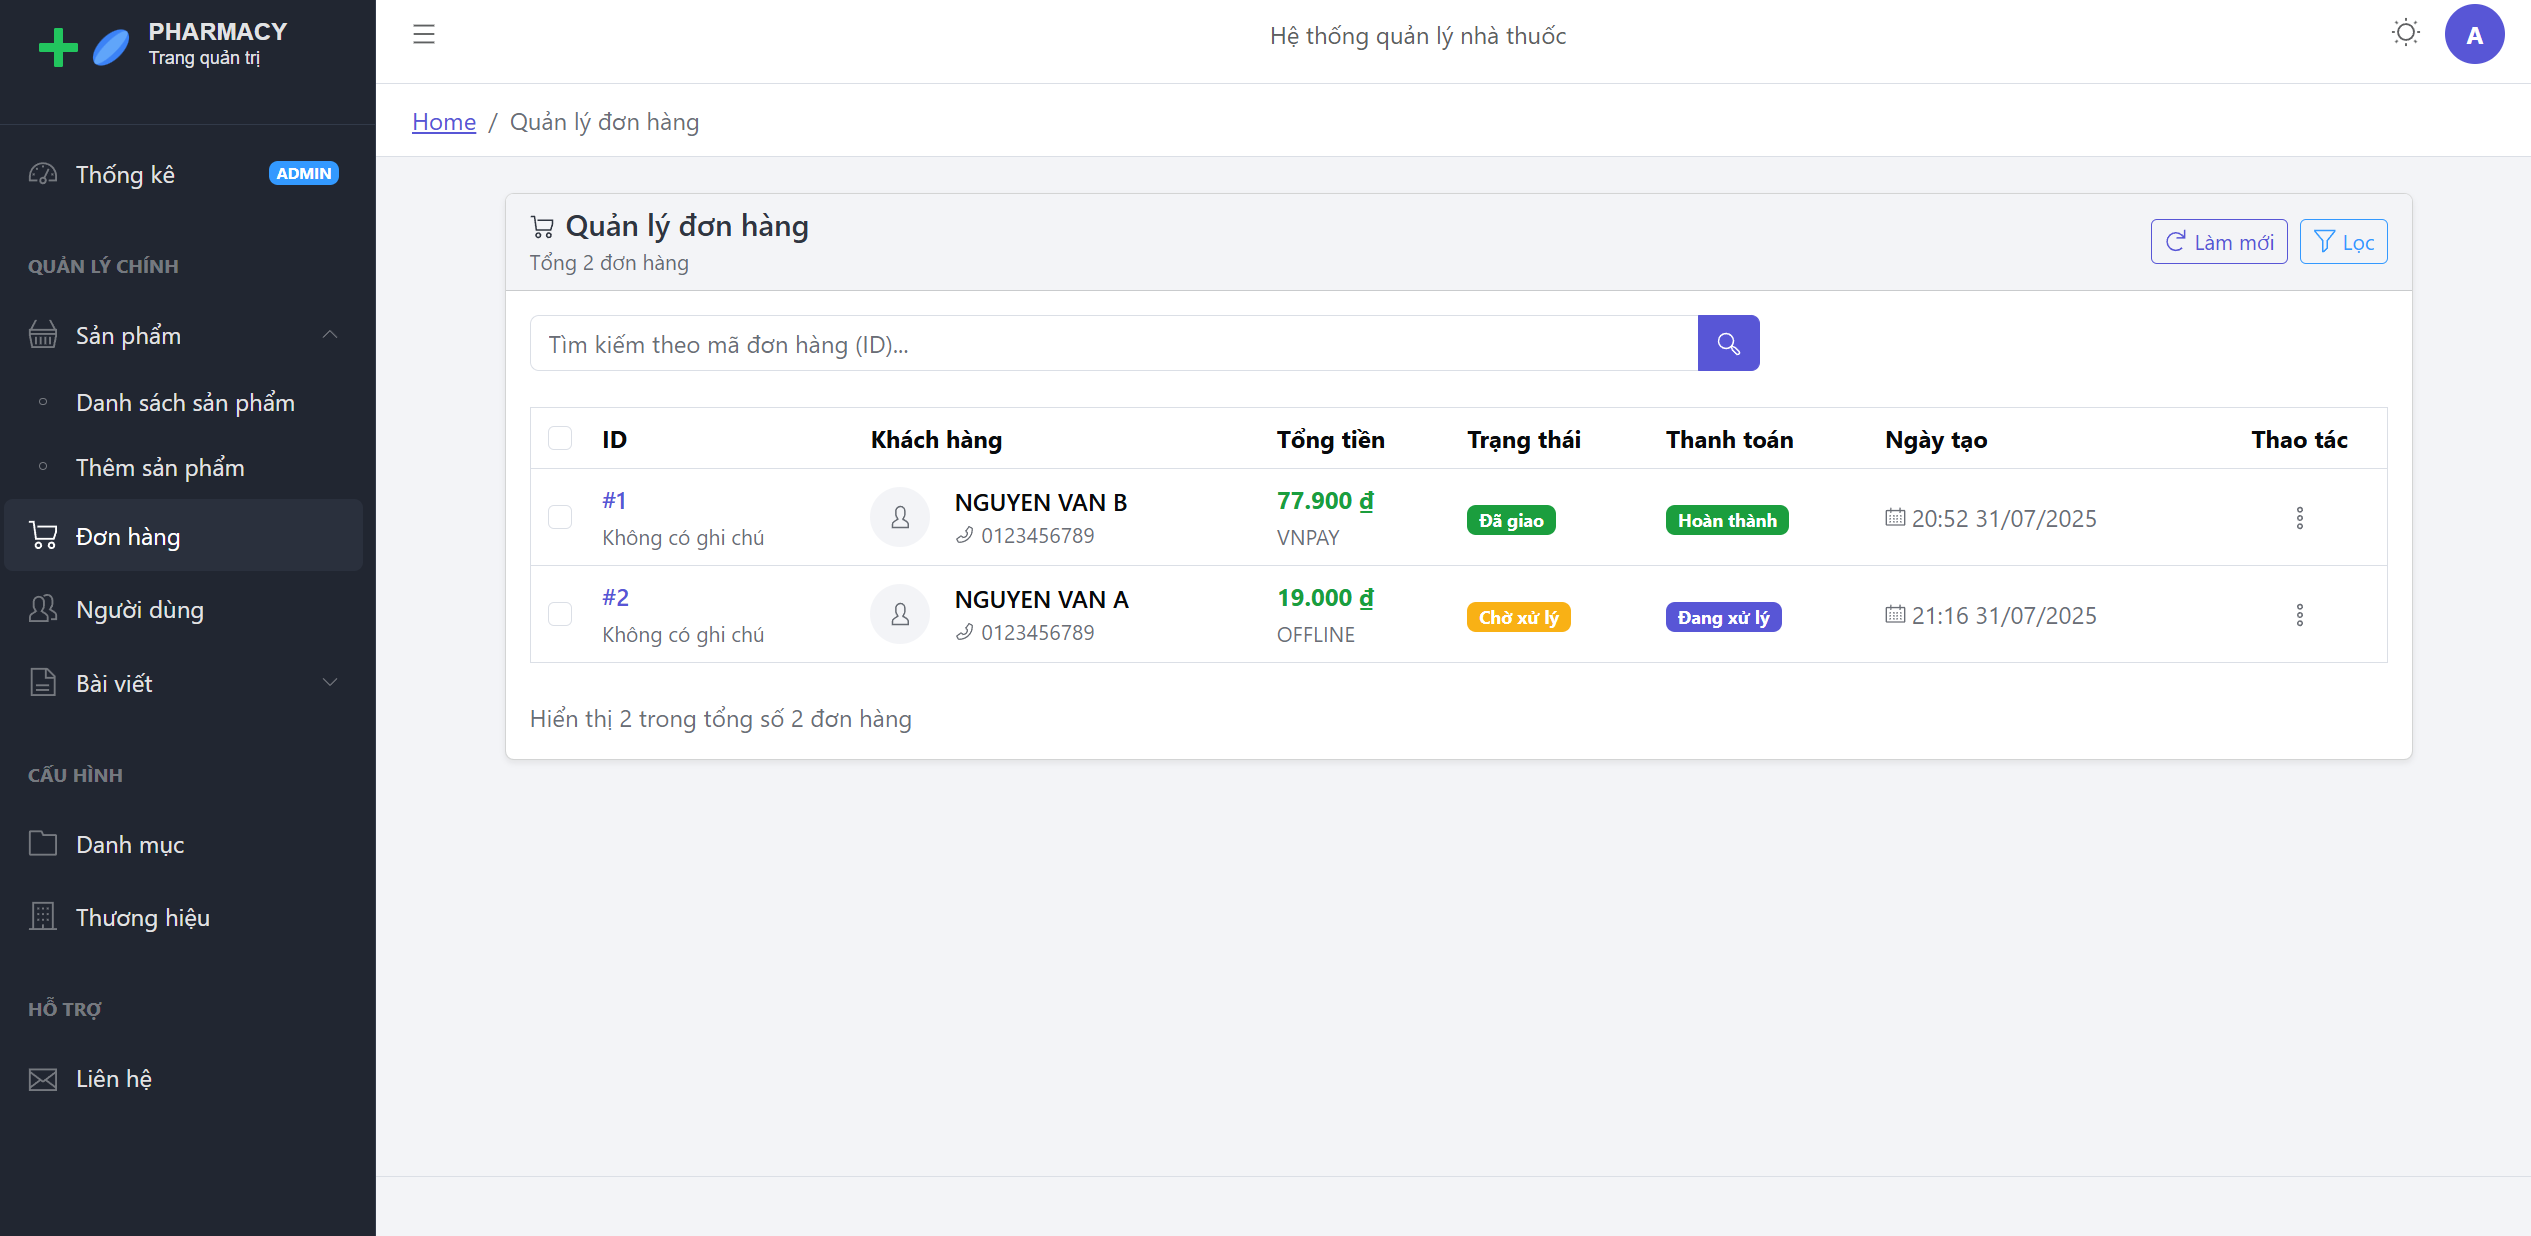 PHARMACY
Trang quản trị
Hệ thống quản lý nhà thuốc
A
Home / Quản lý đơn hàng
Thống kê ADMIN
QUẢN LÝ CHÍNH
Sản phẩm
Danh sách sản phẩm
Thêm sản phẩm
Đơn hàng
Người dùng
Bài viết
CẤU HÌNH
Danh mục
Thương hiệu
HỖ TRỢ
Liên hệ
Quản lý đơn hàng
Tổng 2 đơn hàng
Làm mới
Lọc
Tìm kiếm theo mã đơn hàng (ID)...
ID Khách hàng Tổng tiền Trạng thái Thanh toán Ngày tạo Thao tác
#1 NGUYEN VAN B 77.900 ₫ Đã giao Hoàn thành 20:52 31/07/2025
Không có ghi chú 0123456789 VNPAY
#2 NGUYEN VAN A 19.000 ₫ Chờ xử lý Đang xử lý 21:16 31/07/2025
Không có ghi chú 0123456789 OFFLINE
Hiển thị 2 trong tổng số 2 đơn hàng